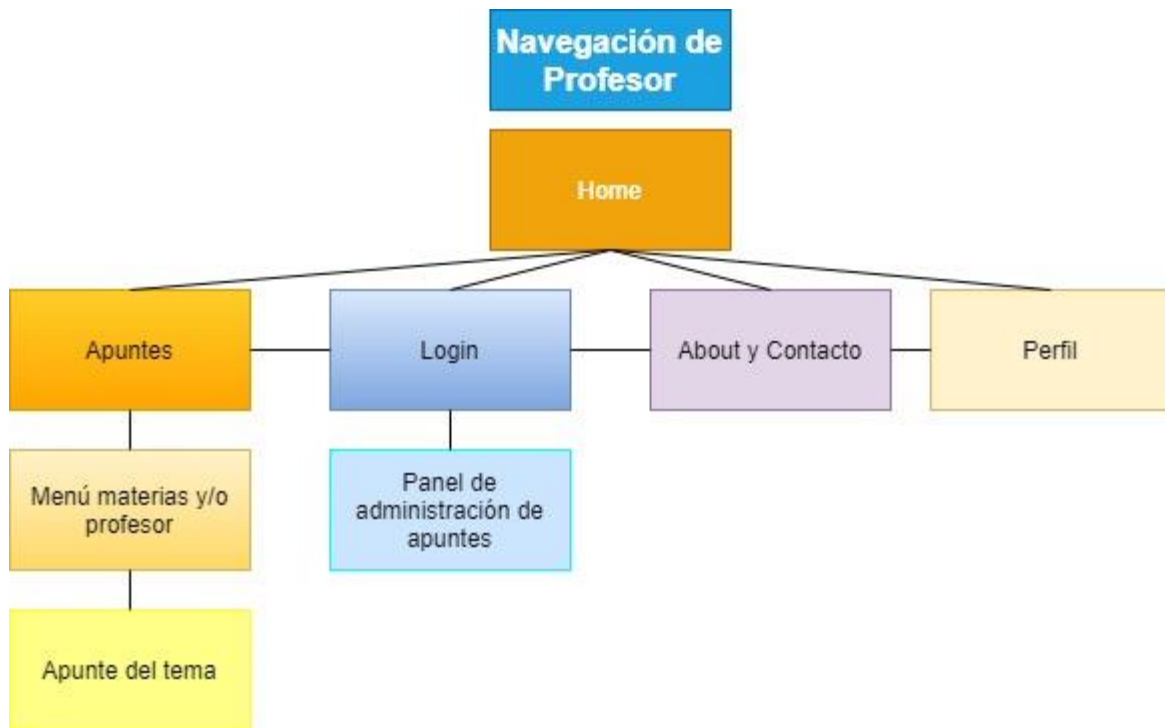 Navegación de
Profesor
Home
Apuntes
Login
About y Contacto
Perfil
Menú materias y/o
profesor
Panel de
administración de
apuntes
Apunte del tema